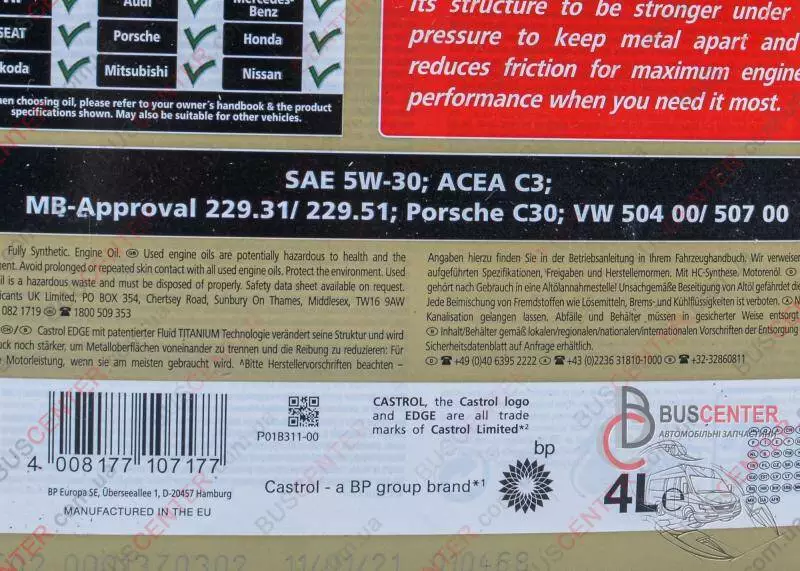 Audi
Mercedes-
Benz
SEAT
Porsche
Honda
Skoda
Mitsubishi
Nissan
When choosing oil, please refer to your owner's handbook & the product
specifications shown. May also be suitable for other vehicles.
its structure to be stronger under
pressure to keep metal apart and
reduces friction for maximum engine
performance when you need it most.
SAE 5W-30; ACEA C3;
MB-Approval 229.31/ 229.51; Porsche C30; VW 504 00/ 507 00
Fully Synthetic. Engine Oil. Used engine oils are potentially hazardous to health and the
ent. Avoid prolonged or repeated skin contact with all used engine oils. Protect the environment. Used
il is a hazardous waste and must be disposed of properly. Safety data sheet available on request.
icants UK Limited, PO BOX 354, Chertsey Road, Sunbury On Thames, Middlesex, TW16 9AW
082 1719 1800 509 353
Castrol EDGE mit patentierter Fluid TITANIUM Technologie verändert seine Struktur und wird
uck noch stärker, um Metalloberflächen voneinander zu trennen und die Reibung zu reduzieren: Für
Motorleistung, wenn sie am meisten gebraucht wird. ^Bitte Herstellervorschriften beachten –
Angaben hierzu finden Sie in der Betriebsanleitung in Ihrem Fahrzeughandbuch. Wir verweisen
aufgeführten Spezifikationen, Freigaben und Herstellernormen. Mit HC-Synthese. Motorenöl.
gehört nach Gebrauch in eine Altölannahmestelle! Unsachgemäße Beseitigung von Altöl gefährdet die
Jede Beimischung von Fremdstoffen wie Lösemitteln, Brems- und Kühlflüssigkeiten ist verboten.
Kanalisation gelangen lassen. Abfälle und Behälter müssen in gesicherter Weise entsorgt
Inhalt/Behälter gemäß lokalen/regionalen/nationalen/internationalen Vorschriften der Entsorgung
Sicherheitsdatenblatt auf Anfrage erhältlich.
+49 (0)40 6395 2222 +43 (0)2236 31810-1000 +32-32860811
4 008177 107177
BP Europa SE, Überseeallee 1, D-20457 Hamburg
MANUFACTURED IN THE EU
P01B311-00
CASTROL, the Castrol logo
and EDGE are all trade
marks of Castrol Limited*²
bp
Castrol - a BP group brand*¹
4L e
BUSCENTER
АВТОМОБІЛЬНІ ЗАПЧАСТИНИ
11/01/21 010468